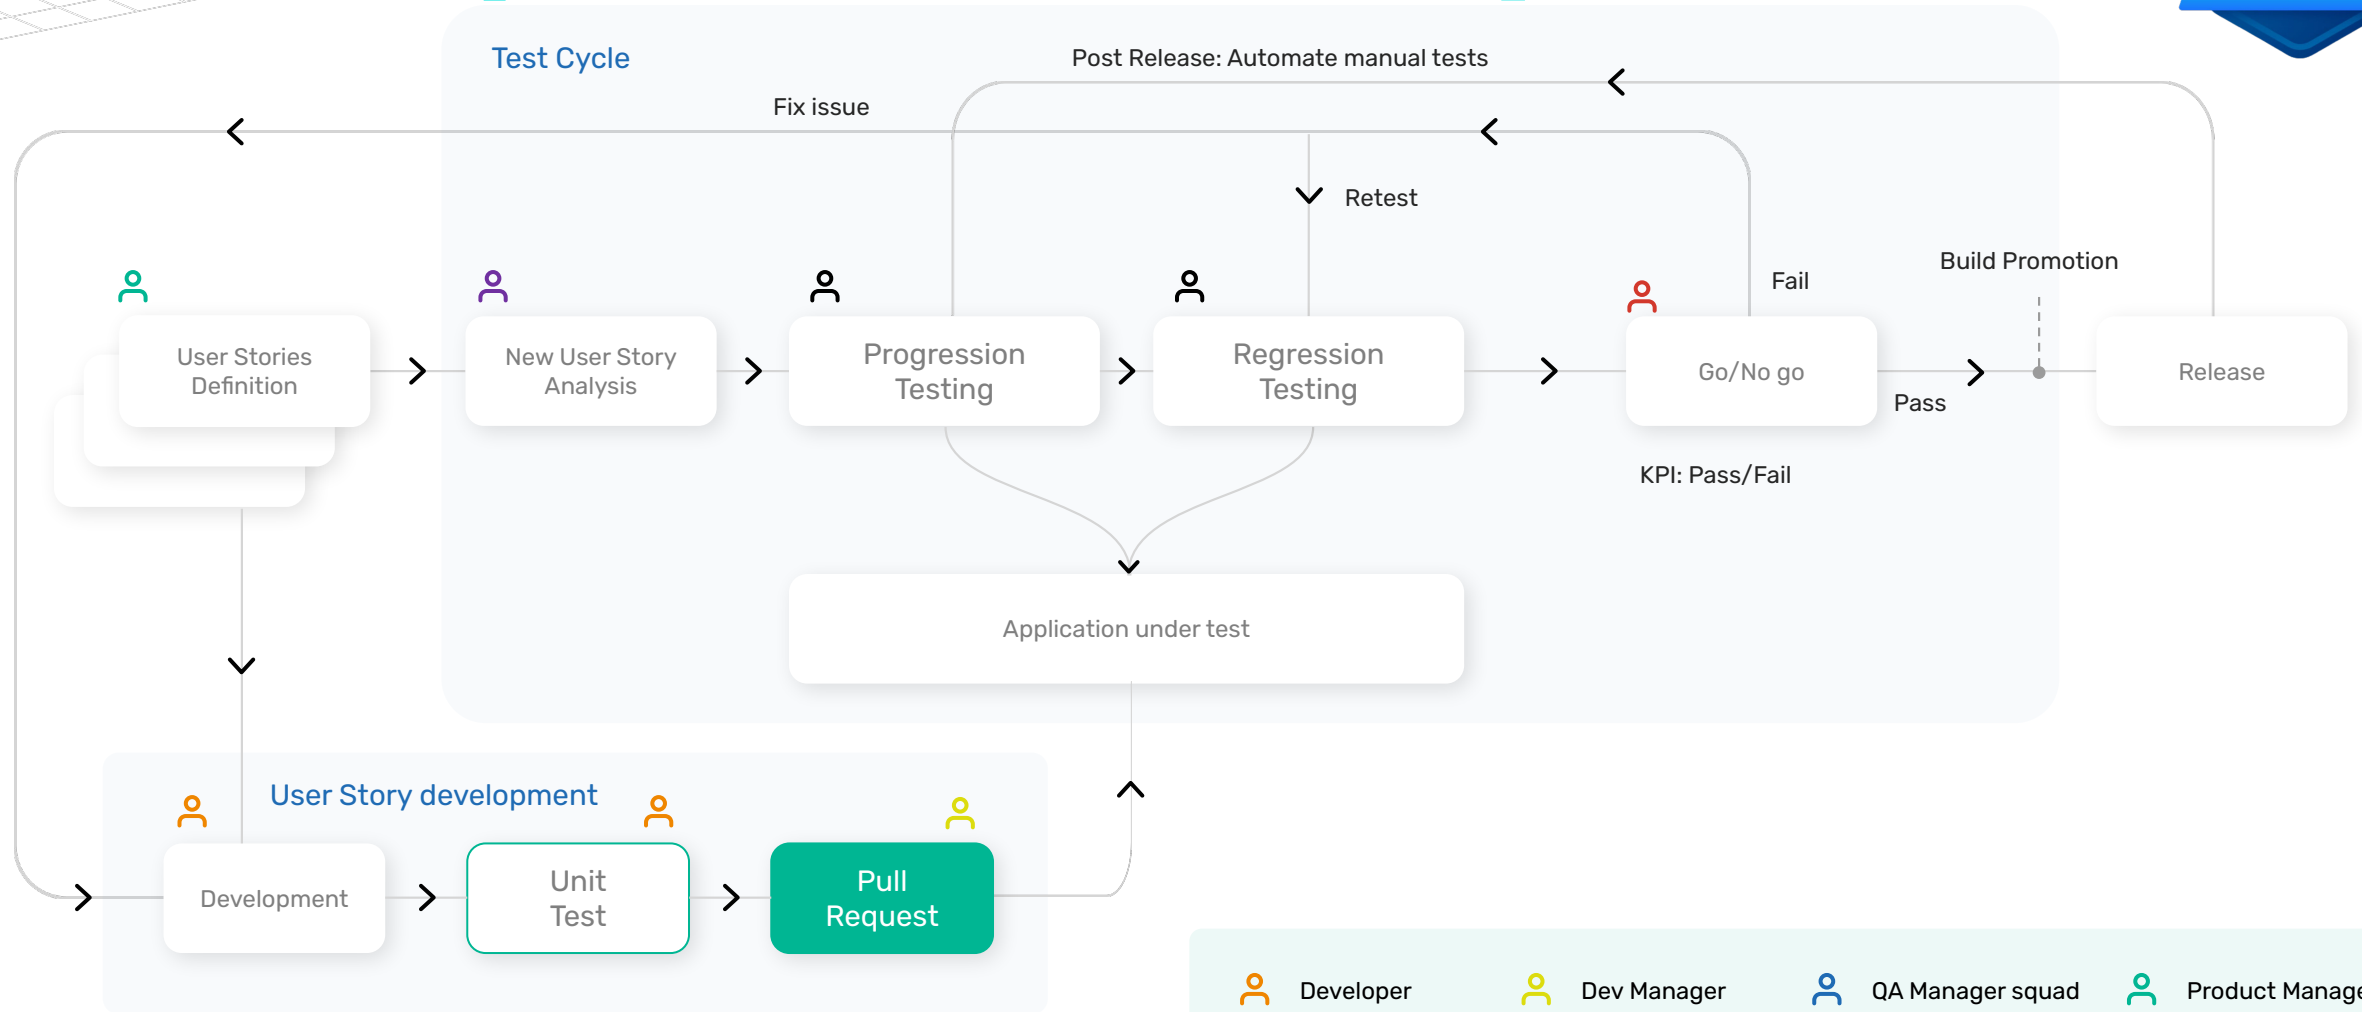 Test Cycle
Post Release: Automate manual tests
Fix issue
Retest
Build Promotion
Fail
User Stories
Definition
New User Story
Analysis
Progression
Testing
Regression
Testing
Go/No go
Release
Pass
KPI: Pass/Fail
Application under test
User Story development
Development
Unit
Test
Pull
Request
Developer
Dev Manager
QA Manager squad
Product Manage